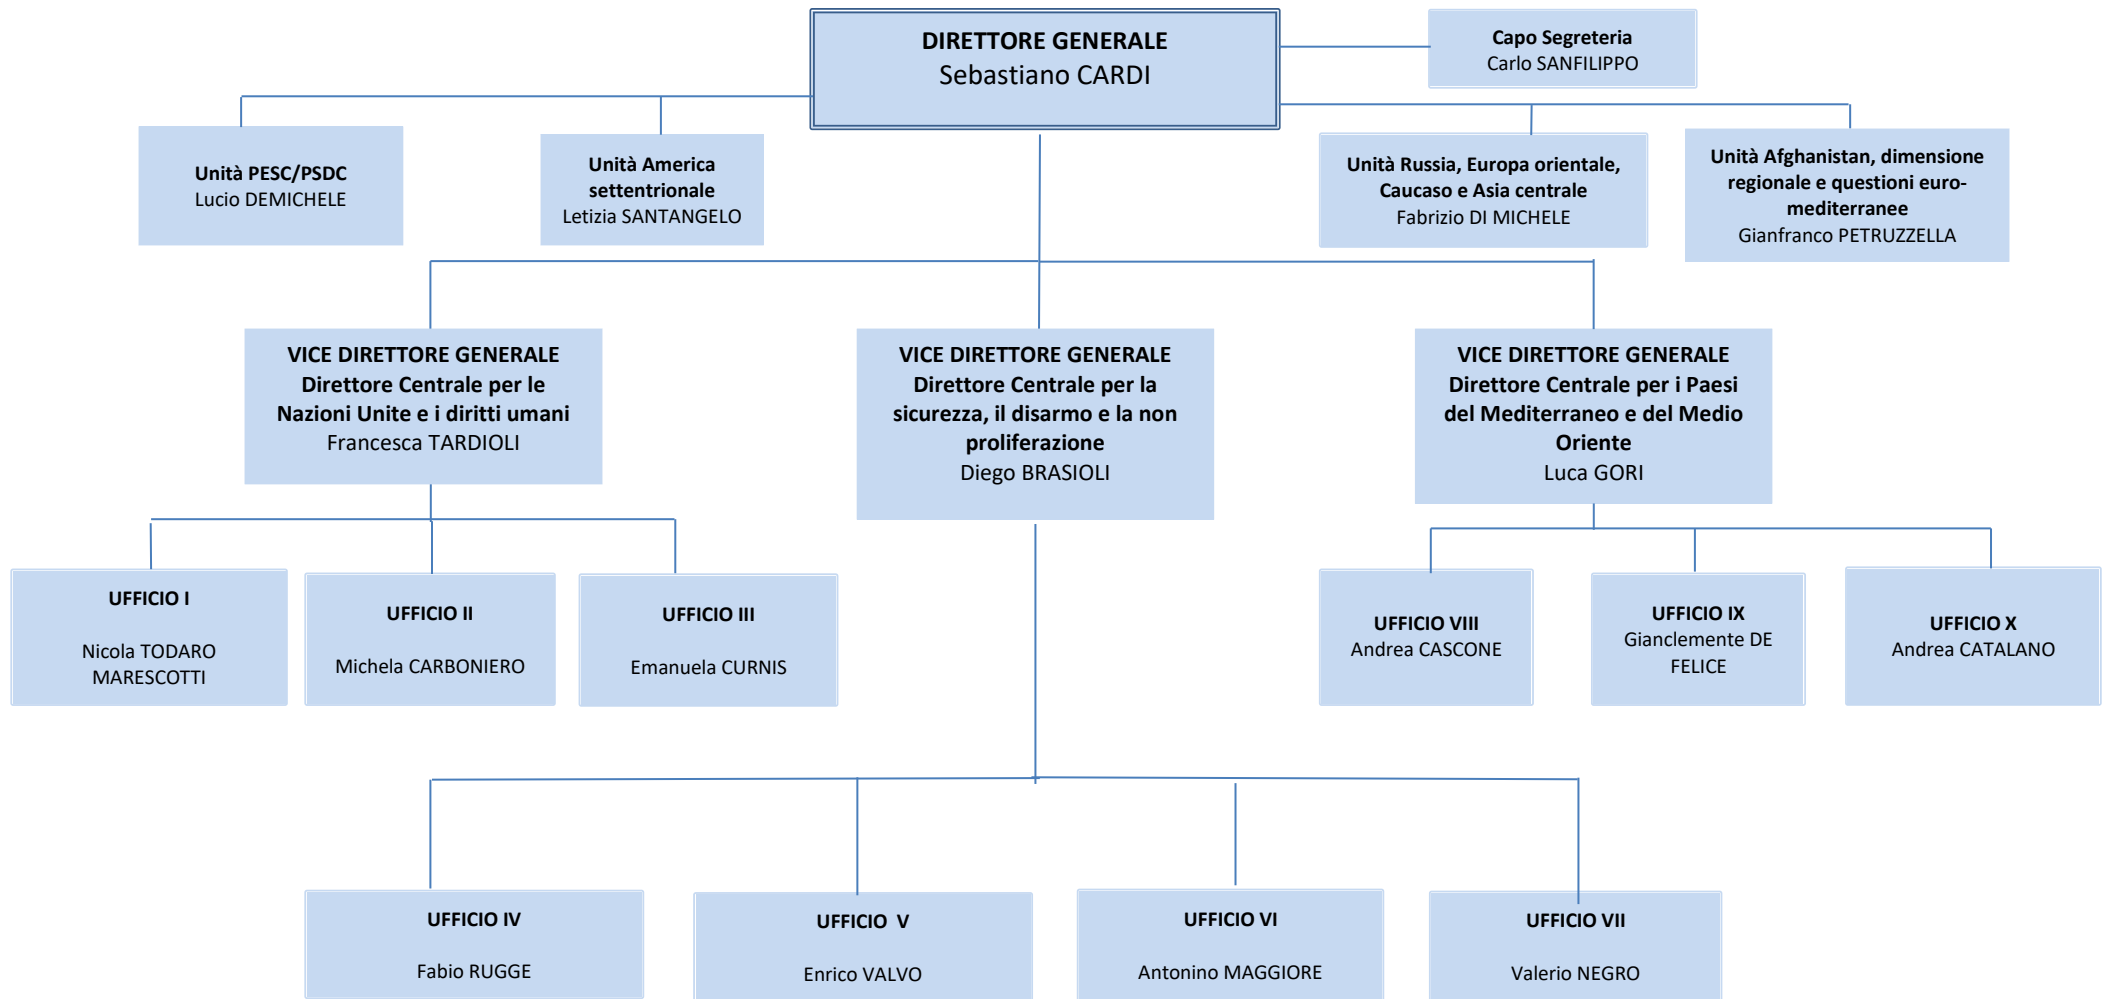 DIRETTORE GENERALE
Sebastiano CARDI
Capo Segreteria
Carlo SANFILIPPO
Unità PESC/PSDC
Lucio DEMICHELE
Unità America
settentrionale
Letizia SANTANGELO
Unità Russia, Europa orientale,
Caucaso e Asia centrale
Fabrizio DI MICHELE
Unità Afghanistan, dimensione
regionale e questioni euro-
mediterranee
Gianfranco PETRUZZELLA
VICE DIRETTORE GENERALE
Direttore Centrale per le
Nazioni Unite e i diritti umani
Francesca TARDIOLI
VICE DIRETTORE GENERALE
Direttore Centrale per la
sicurezza, il disarmo e la non
proliferazione
Diego BRASIOLI
VICE DIRETTORE GENERALE
Direttore Centrale per i Paesi
del Mediterraneo e del Medio
Oriente
Luca GORI
UFFICIO I
Nicola TODARO
MARESCOTTI
UFFICIO II
Michela CARBONIERO
UFFICIO III
Emanuela CURNIS
UFFICIO VIII
Andrea CASCONE
UFFICIO IX
Gianclemente DE
FELICE
UFFICIO X
Andrea CATALANO
UFFICIO IV
Fabio RUGGE
UFFICIO V
Enrico VALVO
UFFICIO VI
Antonino MAGGIORE
UFFICIO VII
Valerio NEGRO